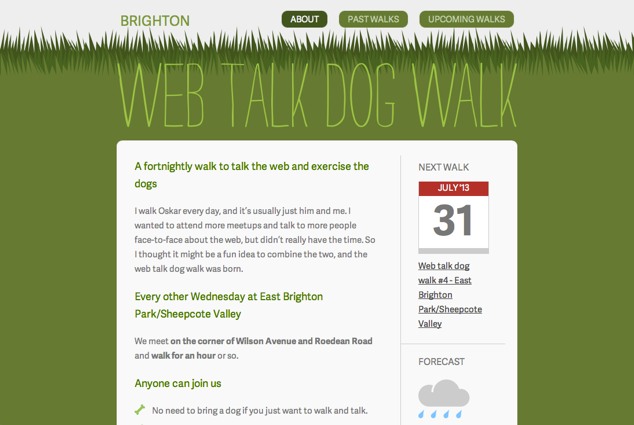 BRIGHTON
ABOUT
PAST WALKS
UPCOMING WALKS
WEB TALK DOG WALK
A fortnightly walk to talk the web and exercise the
dogs
I walk Oskar every day, and it's usually just him and me. I
wanted to attend more meetups and talk to more people
face-to-face about the web, but didn't really have the time. So
I thought it might be a fun idea to combine the two, and the
web talk dog walk was born.
Every other Wednesday at East Brighton
Park/Sheepcote Valley
We meet on the corner of Wilson Avenue and Roedean Road
and walk for an hour or so.
Anyone can join us
No need to bring a dog if you just want to walk and talk.
NEXT WALK
JULY'13
31
Web talk dog
walk #4 - East
Brighton
Park/Sheepcote
Valley
FORECAST